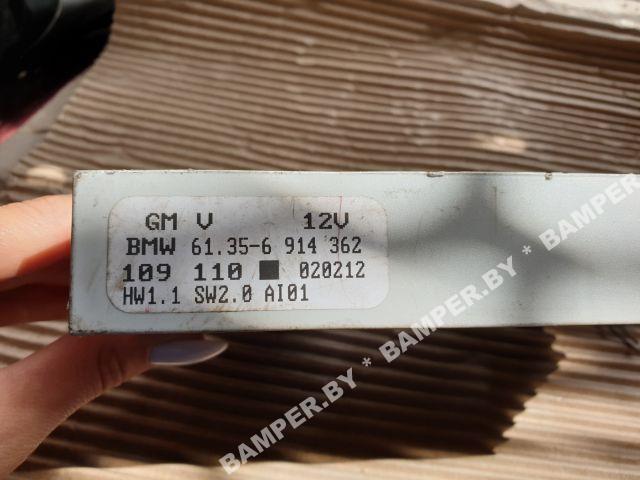 GM V 12V
BMW 61.35-6 914 362
109 110 ■ 020212
HW1.1 SW2.0 AI01
BAMPER.BY * BAMPER.BY * BAMPER.BY